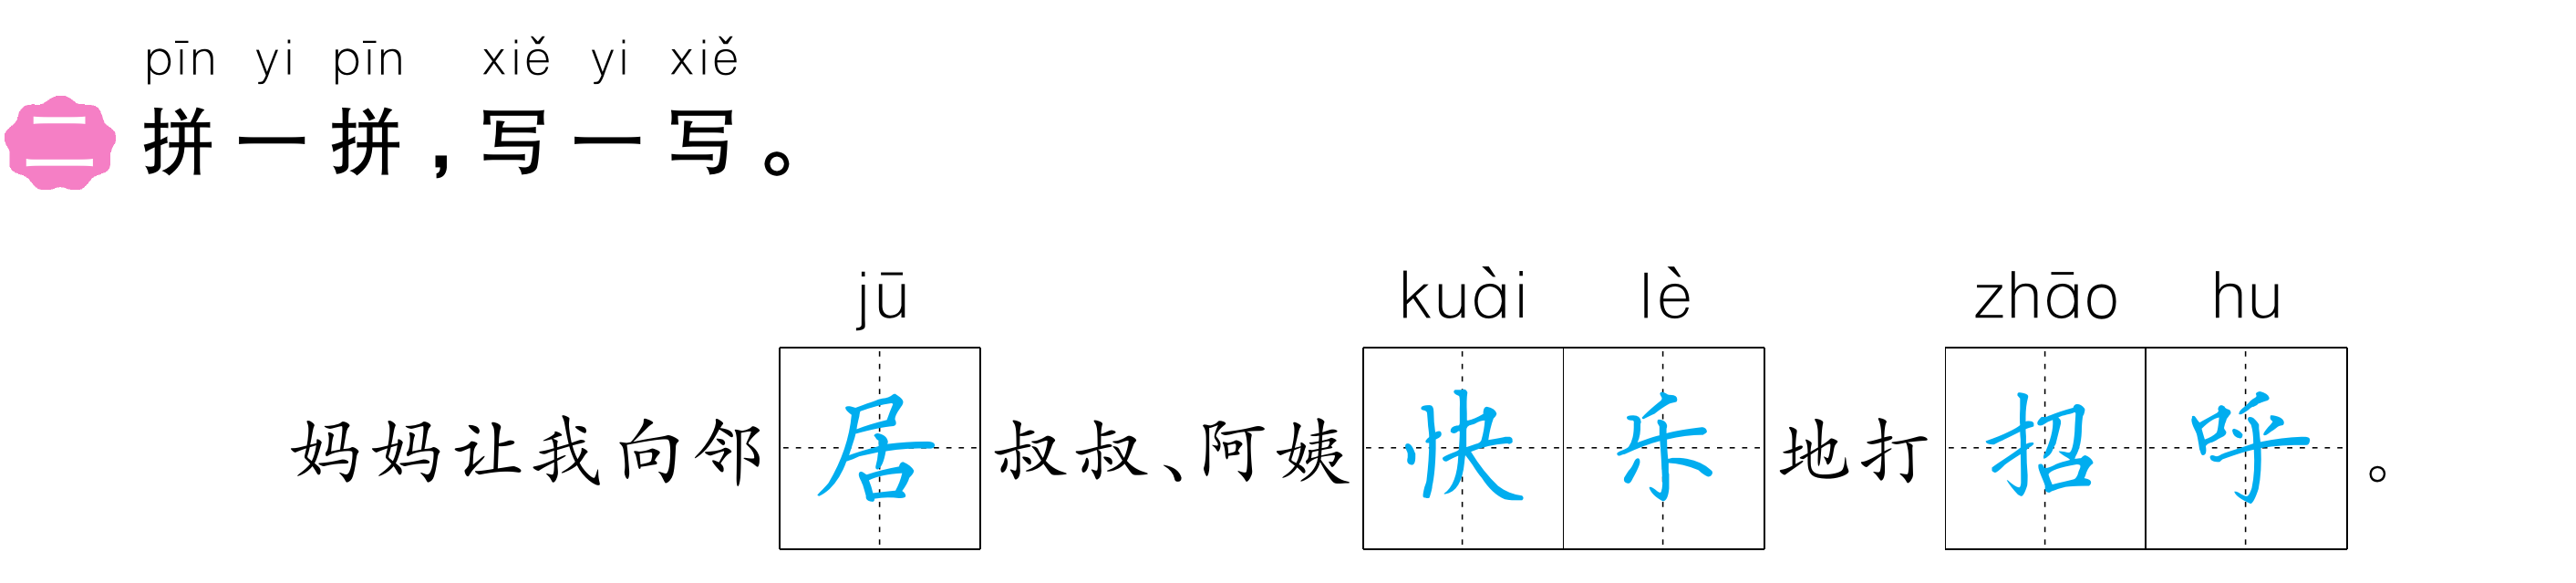 pīn yi pīn xiě yi xiě
二 拼一拼，写一写。
jū kuài lè zhāo hu
妈妈让我向邻居叔叔、阿姨快乐地打招呼。